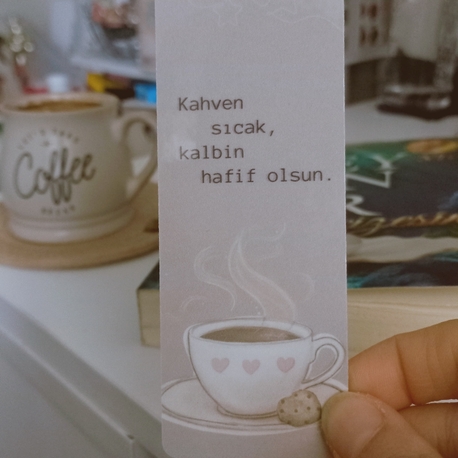 Kahven
sıcak,
kalbin
hafif olsun.
Coffee